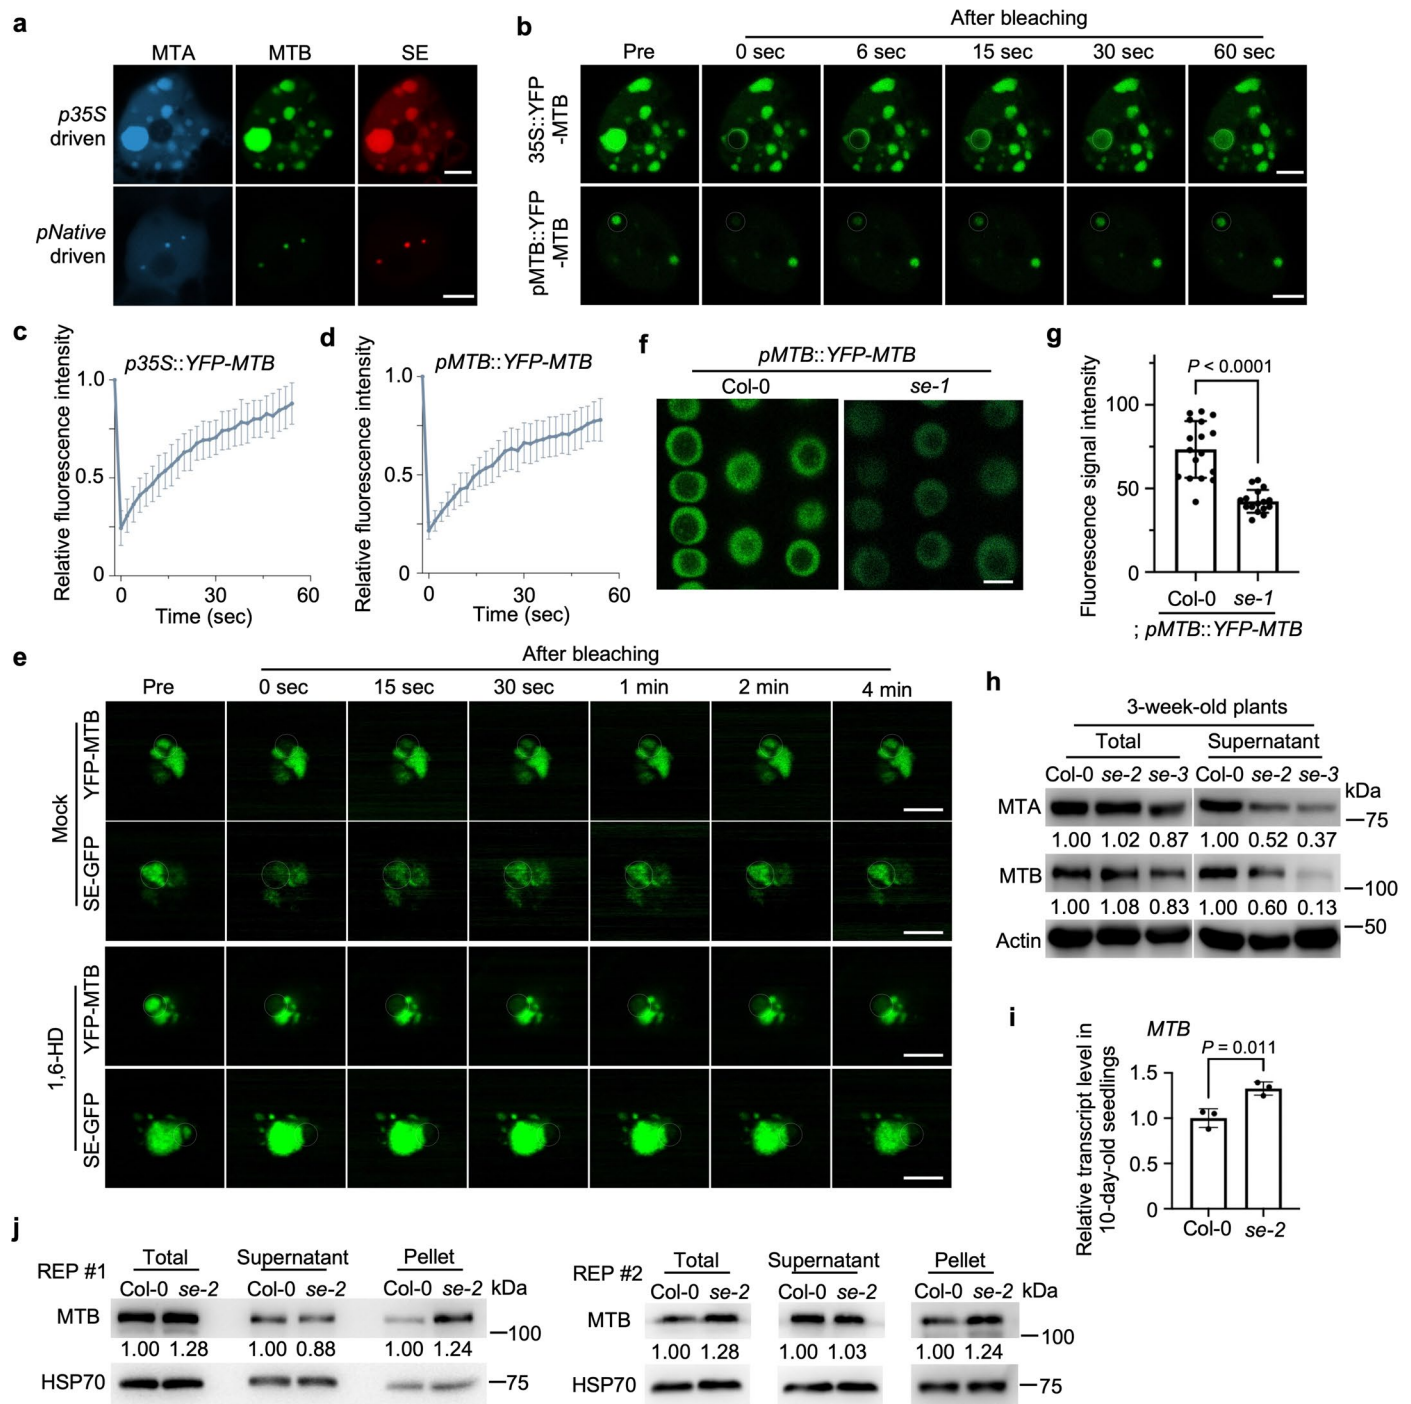 a
MTA MTB SE
p35S driven
pNative driven
b
After bleaching
Pre 0 sec 6 sec 15 sec 30 sec 60 sec
35S::YFP -MTB
pMTB::YFP -MTB
c
Relative fluorescence intensity
p35S::YFP-MTB
1.0
0.5
0
0 30 60
Time (sec)
d
Relative fluorescence intensity
pMTB::YFP-MTB
1.0
0.5
0
0 30 60
Time (sec)
f
pMTB::YFP-MTB
Col-0 se-1
g
Fluorescence signal intensity
P < 0.0001
100
50
0
Col-0 se-1
; pMTB::YFP-MTB
e
After bleaching
Pre 0 sec 15 sec 30 sec 1 min 2 min 4 min
Mock
YFP-MTB
SE-GFP
1,6-HD
YFP-MTB
SE-GFP
h
3-week-old plants
Total Supernatant
Col-0 se-2 se-3 Col-0 se-2 se-3 kDa
MTA —75
1.00 1.02 0.87 1.00 0.52 0.37
MTB —100
1.00 1.08 0.83 1.00 0.60 0.13
—50
Actin
i
MTB
P = 0.011
Relative transcript level in
10-day-old seedlings
1.5
1.0
0.5
0
Col-0 se-2
j
REP #1
Total Supernatant Pellet
Col-0 se-2 Col-0 se-2 Col-0 se-2 kDa
MTB
—100
1.00 1.28 1.00 0.88 1.00 1.24
HSP70 —75
REP #2
Total Supernatant Pellet
Col-0 se-2 Col-0 se-2 Col-0 se-2 kDa
MTB
—100
1.00 1.28 1.00 1.03 1.00 1.24
HSP70 —75